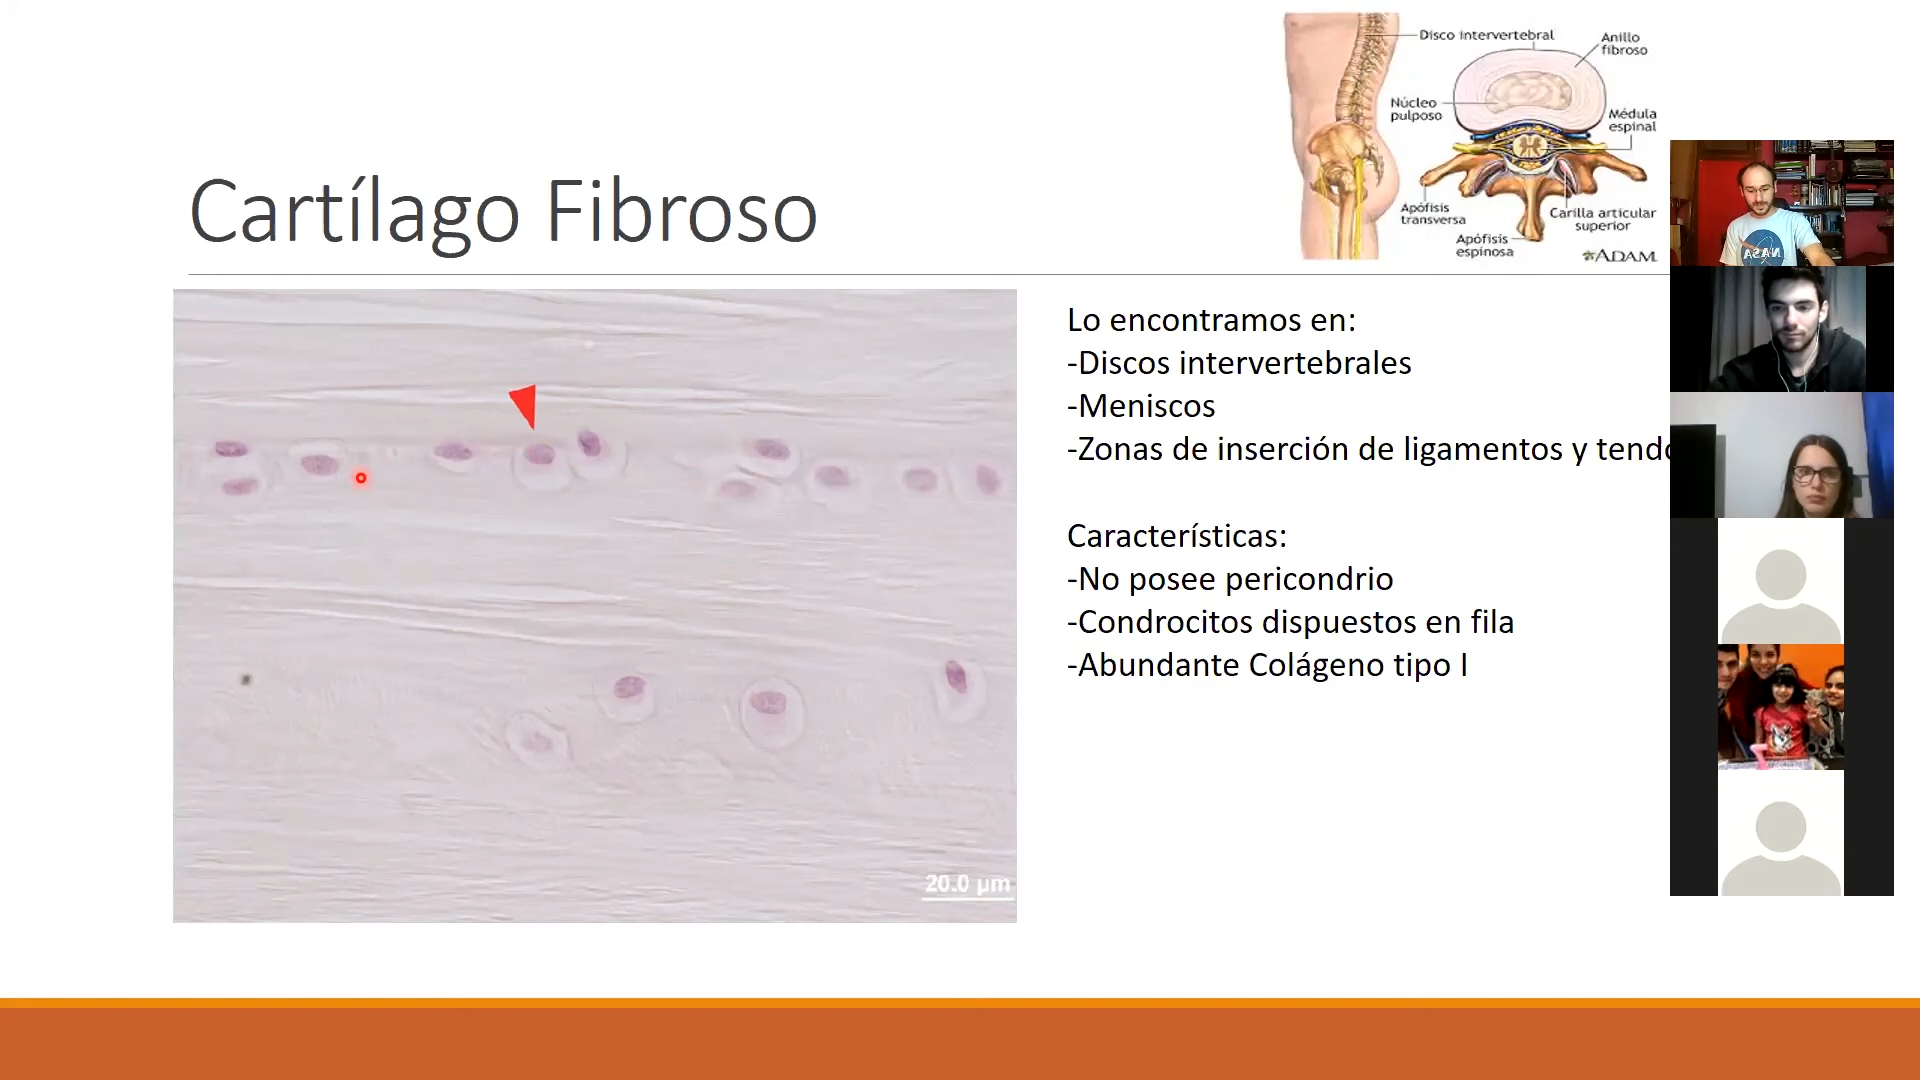 Disco intervertebral
Anillo
fibroso
Núcleo
pulposo
Médula
espinal
Apófisis
transversa
Carilla articular
superior
Apófisis
espinosa
ADAM
Cartílago Fibroso
NASA
Lo encontramos en:
-Discos intervertebrales
-Meniscos
-Zonas de inserción de ligamentos y tendo
Características:
-No posee pericondrio
-Condrocitos dispuestos en fila
-Abundante Colágeno tipo I
20.0 µm